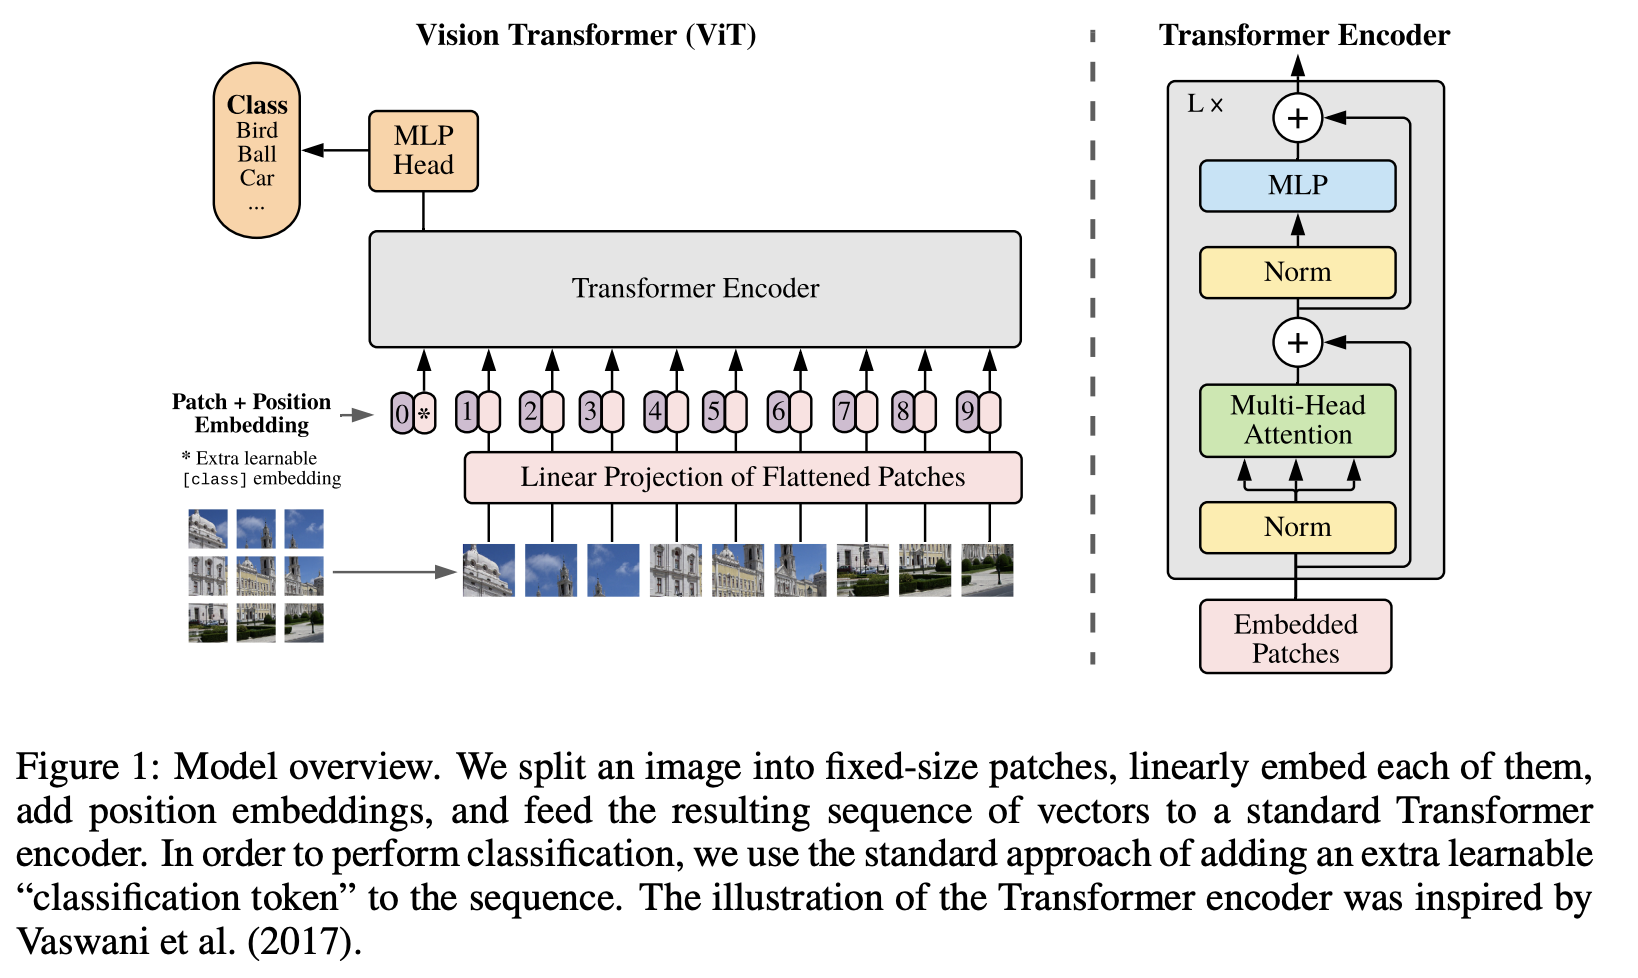 Vision Transformer (ViT)
Class
Bird
Ball
Car
...
MLP
Head
Transformer Encoder
Patch + Position
Embedding
* Extra learnable
[class] embedding
0 *
1
2
3
4
5
6
7
8
9
Linear Projection of Flattened Patches
Transformer Encoder
L ×
+
MLP
Norm
+
Multi-Head
Attention
Norm
Embedded
Patches
Figure 1: Model overview. We split an image into fixed-size patches, linearly embed each of them,
add position embeddings, and feed the resulting sequence of vectors to a standard Transformer
encoder. In order to perform classification, we use the standard approach of adding an extra learnable
“classification token” to the sequence. The illustration of the Transformer encoder was inspired by
Vaswani et al. (2017).